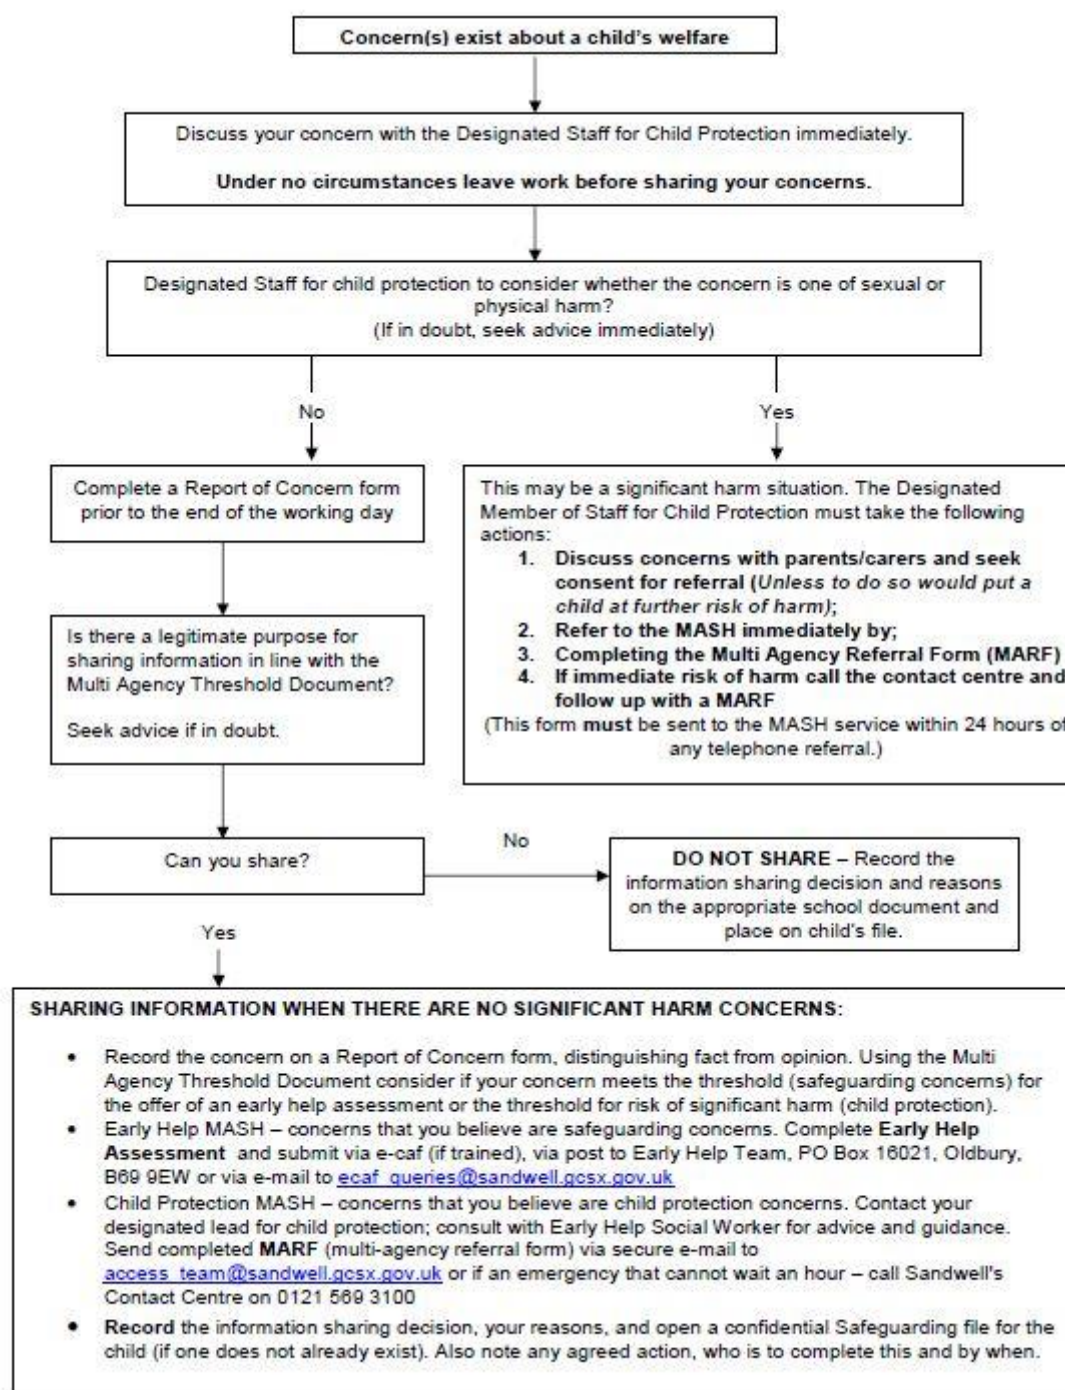 Concern(s) exist about a child's welfare
Discuss your concern with the Designated Staff for Child Protection immediately.
Under no circumstances leave work before sharing your concerns.
Designated Staff for child protection to consider whether the concern is one of sexual or
physical harm?
(If in doubt, seek advice immediately)
No
Yes
Complete a Report of Concern form
prior to the end of the working day
This may be a significant harm situation. The Designated
Member of Staff for Child Protection must take the following
actions:
1. Discuss concerns with parents/carers and seek
consent for referral (Unless to do so would put a
child at further risk of harm);
2. Refer to the MASH immediately by;
3. Completing the Multi Agency Referral Form (MARF)
4. If immediate risk of harm call the contact centre and
follow up with a MARF
(This form must be sent to the MASH service within 24 hours of
any telephone referral.)
Is there a legitimate purpose for
sharing information in line with the
Multi Agency Threshold Document?
Seek advice if in doubt.
Can you share?
No
DO NOT SHARE – Record the
information sharing decision and reasons
on the appropriate school document and
place on child's file.
Yes
SHARING INFORMATION WHEN THERE ARE NO SIGNIFICANT HARM CONCERNS:
• Record the concern on a Report of Concern form, distinguishing fact from opinion. Using the Multi
Agency Threshold Document consider if your concern meets the threshold (safeguarding concerns) for
the offer of an early help assessment or the threshold for risk of significant harm (child protection).
• Early Help MASH – concerns that you believe are safeguarding concerns. Complete Early Help
Assessment and submit via e-caf (if trained), via post to Early Help Team, PO Box 16021, Oldbury,
B69 9EW or via e-mail to ecaf_queries@sandwell.gcsx.gov.uk
• Child Protection MASH – concerns that you believe are child protection concerns. Contact your
designated lead for child protection; consult with Early Help Social Worker for advice and guidance.
Send completed MARF (multi-agency referral form) via secure e-mail to
access_team@sandwell.gcsx.gov.uk or if an emergency that cannot wait an hour – call Sandwell's
Contact Centre on 0121 569 3100
• Record the information sharing decision, your reasons, and open a confidential Safeguarding file for the
child (if one does not already exist). Also note any agreed action, who is to complete this and by when.